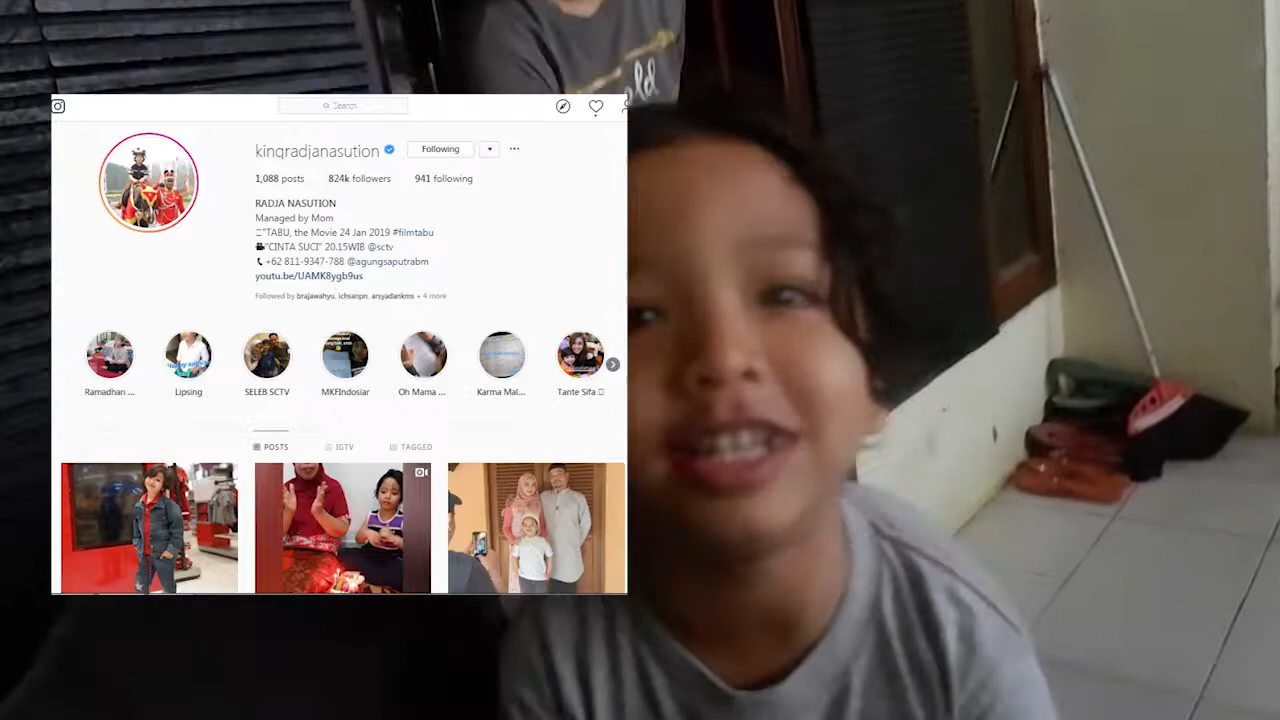 old
Search
kingradjanasution Following
1,088 posts 824k followers 941 following
RADJA NASUTION
Managed by Mom
"TABU, the Movie 24 Jan 2019 #filmtabu
"CINTA SUCI" 20.15WIB @sctv
+62 811-9347-788 @agungsaputrabm
youtu.be/UAMK8ygb9us
Followed by brajawahyu, ichsanpn, arsyadankms + 4 more
Ramadhan ... Lipsing SELEB SCTV MKFIndosiar Oh Mama ... Karma Mal... Tante Sifa
POSTS IGTV TAGGED